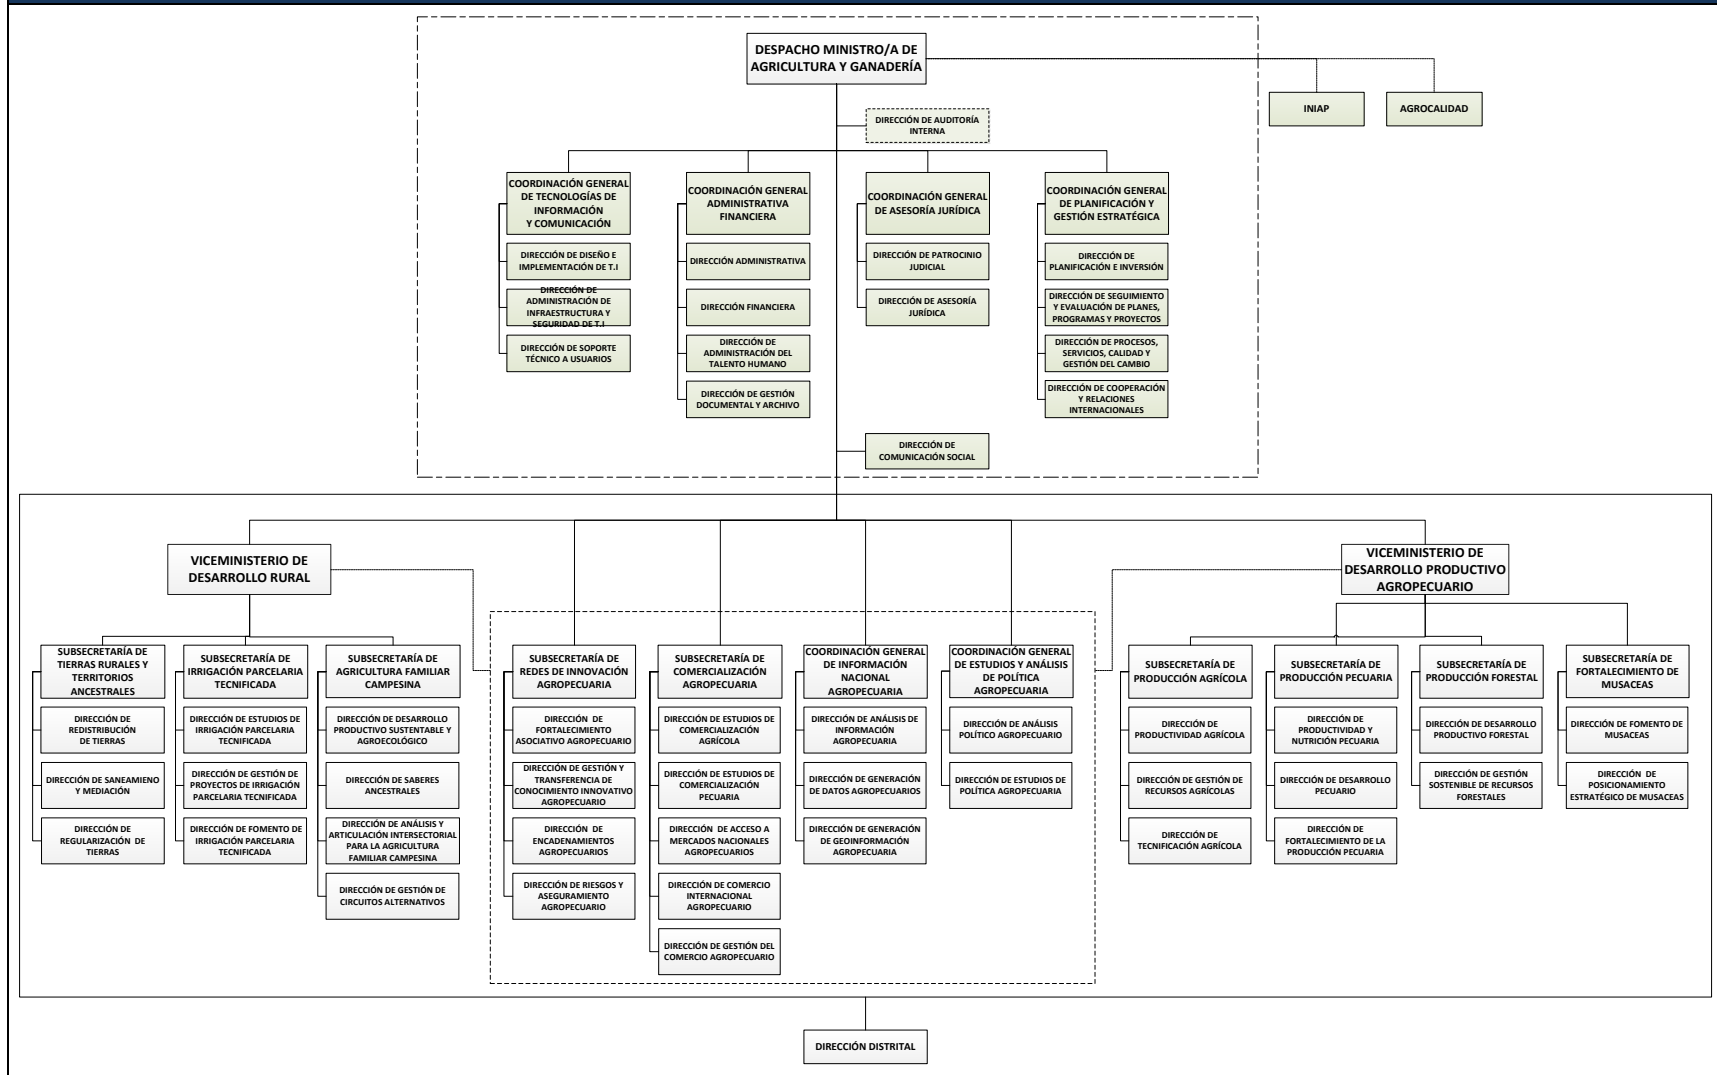 DESPACHO MINISTRO/A DE
AGRICULTURA Y GANADERÍA
INIAP
AGROCALIDAD
DIRECCIÓN DE AUDITORÍA
INTERNA
COORDINACIÓN GENERAL
DE TECNOLOGÍAS DE
INFORMACIÓN
Y COMUNICACIÓN
DIRECCIÓN DE DISEÑO E
IMPLEMENTACIÓN DE T.I
DIRECCIÓN DE
ADMINISTRACIÓN DE
INFRAESTRUCTURA Y
SEGURIDAD DE T.I
DIRECCIÓN DE SOPORTE
TÉCNICO A USUARIOS
COORDINACIÓN GENERAL
ADMINISTRATIVA
FINANCIERA
DIRECCIÓN ADMINISTRATIVA
DIRECCIÓN FINANCIERA
DIRECCIÓN DE
ADMINISTRACIÓN DEL
TALENTO HUMANO
DIRECCIÓN DE GESTIÓN
DOCUMENTAL Y ARCHIVO
COORDINACIÓN GENERAL
DE ASESORÍA JURÍDICA
DIRECCIÓN DE PATROCINIO
JUDICIAL
DIRECCIÓN DE ASESORÍA
JURÍDICA
COORDINACIÓN GENERAL
DE PLANIFICACIÓN Y
GESTIÓN ESTRATÉGICA
DIRECCIÓN DE
PLANIFICACIÓN E INVERSIÓN
DIRECCIÓN DE SEGUIMIENTO
Y EVALUACIÓN DE PLANES,
PROGRAMAS Y PROYECTOS
DIRECCIÓN DE PROCESOS,
SERVICIOS, CALIDAD Y
GESTIÓN DEL CAMBIO
DIRECCIÓN DE COOPERACIÓN
Y RELACIONES
INTERNACIONALES
DIRECCIÓN DE
COMUNICACIÓN SOCIAL
VICEMINISTERIO DE
DESARROLLO RURAL
VICEMINISTERIO DE
DESARROLLO PRODUCTIVO
AGROPECUARIO
SUBSECRETARÍA DE
TIERRAS RURALES Y
TERRITORIOS
ANCESTRALES
DIRECCIÓN DE
REDISTRIBUCIÓN
DE TIERRAS
DIRECCIÓN DE SANEAMIENO
Y MEDIACIÓN
DIRECCIÓN DE
REGULARIZACIÓN DE
TIERRAS
SUBSECRETARÍA DE
IRRIGACIÓN PARCELARIA
TECNIFICADA
DIRECCIÓN DE ESTUDIOS DE
IRRIGACIÓN PARCELARIA
TECNIFICADA
DIRECCIÓN DE GESTIÓN DE
PROYECTOS DE IRRIGACIÓN
PARCELARIA TECNIFICADA
DIRECCIÓN DE FOMENTO DE
IRRIGACIÓN PARCELARIA
TECNIFICADA
SUBSECRETARÍA DE
AGRICULTURA FAMILIAR
CAMPESINA
DIRECCIÓN DE DESARROLLO
PRODUCTIVO SUSTENTABLE Y
AGROECOLÓGICO
DIRECCIÓN DE SABERES
ANCESTRALES
DIRECCIÓN DE ANÁLISIS Y
ARTICULACIÓN INTERSECTORIAL
PARA LA AGRICULTURA
FAMILIAR CAMPESINA
DIRECCIÓN DE GESTIÓN DE
CIRCUITOS ALTERNATIVOS
SUBSECRETARÍA DE
REDES DE INNOVACIÓN
AGROPECUARIA
DIRECCIÓN DE
FORTALECIMIENTO
ASOCIATIVO AGROPECUARIO
DIRECCIÓN DE GESTIÓN Y
TRANSFERENCIA DE
CONOCIMIENTO INNOVATIVO
AGROPECUARIO
DIRECCIÓN DE
ENCADENAMIENTOS
AGROPECUARIOS
DIRECCIÓN DE RIESGOS Y
ASEGURAMIENTO
AGROPECUARIO
SUBSECRETARÍA DE
COMERCIALIZACIÓN
AGROPECUARIA
DIRECCIÓN DE ESTUDIOS DE
COMERCIALIZACIÓN
AGRÍCOLA
DIRECCIÓN DE ESTUDIOS DE
COMERCIALIZACIÓN
PECUARIA
DIRECCIÓN DE ACCESO A
MERCADOS NACIONALES
AGROPECUARIOS
DIRECCIÓN DE COMERCIO
INTERNACIONAL
AGROPECUARIO
DIRECCIÓN DE GESTIÓN DEL
COMERCIO AGROPECUARIO
COORDINACIÓN GENERAL
DE INFORMACIÓN
NACIONAL
AGROPECUARIA
DIRECCIÓN DE ANÁLISIS DE
INFORMACIÓN
AGROPECUARIA
DIRECCIÓN DE GENERACIÓN
DE DATOS AGROPECUARIOS
DIRECCIÓN DE GENERACIÓN
DE GEOINFORMACIÓN
AGROPECUARIA
COORDINACIÓN GENERAL
DE ESTUDIOS Y ANÁLISIS
DE POLÍTICA
AGROPECUARIA
DIRECCIÓN DE ANÁLISIS
POLÍTICO AGROPECUARIO
DIRECCIÓN DE ESTUDIOS DE
POLÍTICA AGROPECUARIA
SUBSECRETARÍA DE
PRODUCCIÓN AGRÍCOLA
DIRECCIÓN DE
PRODUCTIVIDAD AGRÍCOLA
DIRECCIÓN DE GESTIÓN DE
RECURSOS AGRÍCOLAS
DIRECCIÓN DE
TECNIFICACIÓN AGRÍCOLA
SUBSECRETARÍA DE
PRODUCCIÓN PECUARIA
DIRECCIÓN DE
PRODUCTIVIDAD Y
NUTRICIÓN PECUARIA
DIRECCIÓN DE DESARROLLO
PECUARIO
DIRECCIÓN DE
FORTALECIMIENTO DE LA
PRODUCCIÓN PECUARIA
SUBSECRETARÍA DE
PRODUCCIÓN FORESTAL
DIRECCIÓN DE DESARROLLO
PRODUCTIVO FORESTAL
DIRECCIÓN DE GESTIÓN
SOSTENIBLE DE RECURSOS
FORESTALES
SUBSECRETARÍA DE
FORTALECIMIENTO DE
MUSACEAS
DIRECCIÓN DE FOMENTO DE
MUSACEAS
DIRECCIÓN DE
POSICIONAMIENTO
ESTRATÉGICO DE MUSACEAS
DIRECCIÓN DISTRITAL